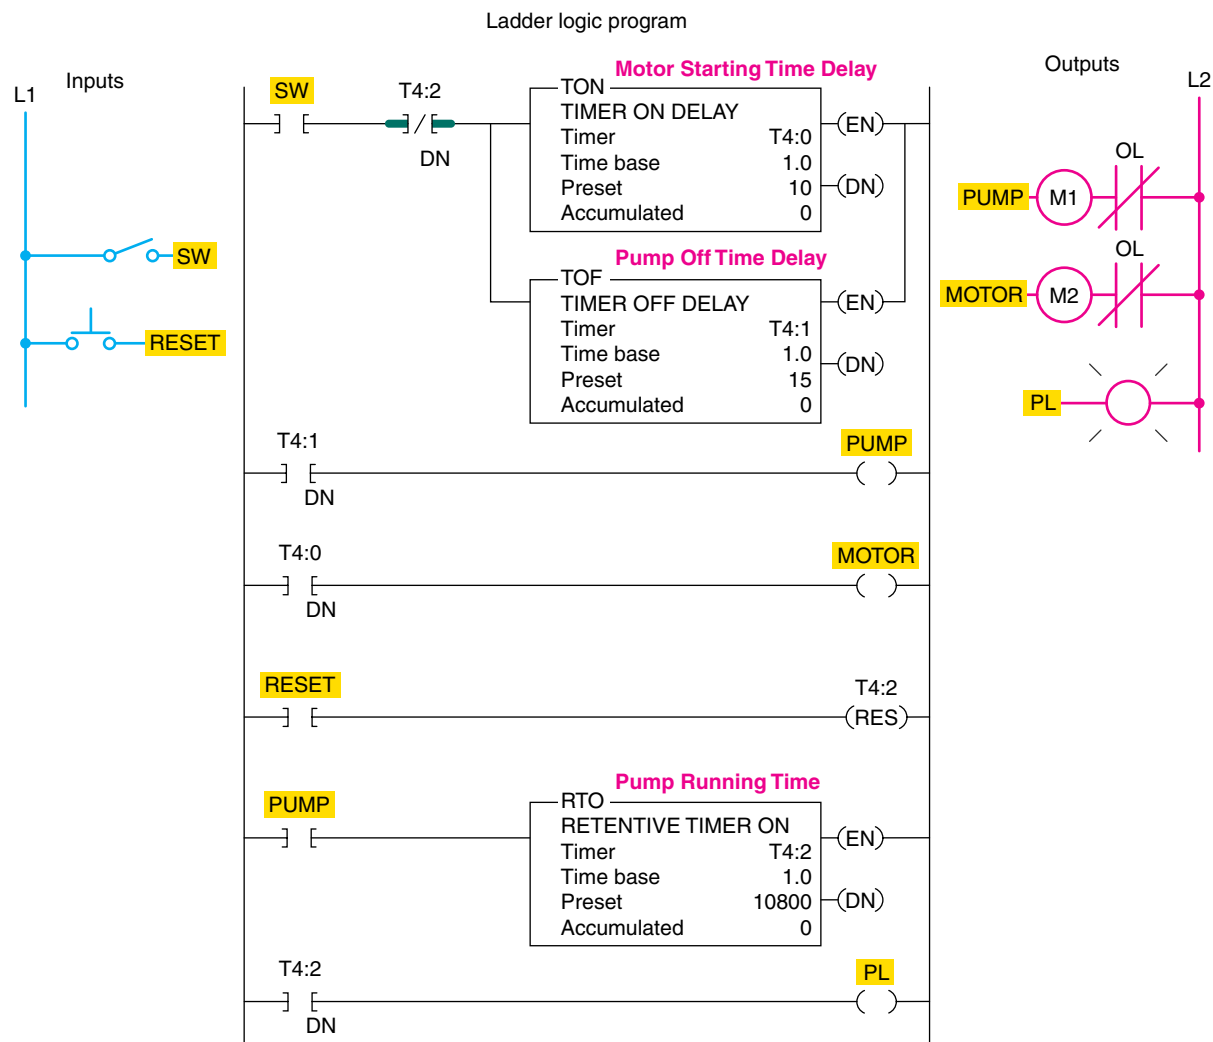 Ladder logic program
Inputs
Outputs
L1
L2
SW
T4:2
DN
Motor Starting Time Delay
TON
TIMER ON DELAY
Timer T4:0
Time base 1.0
Preset 10
Accumulated 0
EN
DN
Pump Off Time Delay
TOF
TIMER OFF DELAY
Timer T4:1
Time base 1.0
Preset 15
Accumulated 0
EN
DN
SW
RESET
OL
PUMP M1
OL
MOTOR M2
PL
T4:1
DN
PUMP
T4:0
DN
MOTOR
RESET
T4:2
RES
PUMP
Pump Running Time
RTO
RETENTIVE TIMER ON
Timer T4:2
Time base 1.0
Preset 10800
Accumulated 0
EN
DN
T4:2
DN
PL